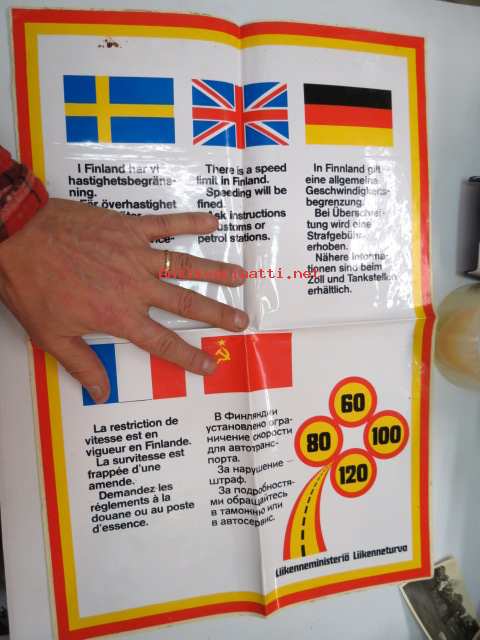 I Finland har vi
hastighetsbegräns-
ning.
För överhastighet
There is a speed
limit in Finland.
Speeding will be
fined.
Ask instructions
customs or
petrol stations.
In Finnland gilt
eine allgemeine
Geschwindigkeits-
begrenzung.
Bei Überschrei-
tung wird eine
Strafgebühr
erhoben.
Nähere Informa-
tionen sind beim
Zoll und Tankstellen
erhältlich.
La restriction de
vitesse est en
vigueur en Finlande.
La survitesse est
frappée d'une
amende.
Demandez les
règlements à la
douane ou au poste
d'essence.
В Финляндии
установлено огра-
ничение скорости
для автотранс-
порта.
За нарушение —
штраф.
За подробностя-
ми обращайтесь
в таможню или
в автосервис.
60
80
100
120
Liikenneministeriö Liikenneturva